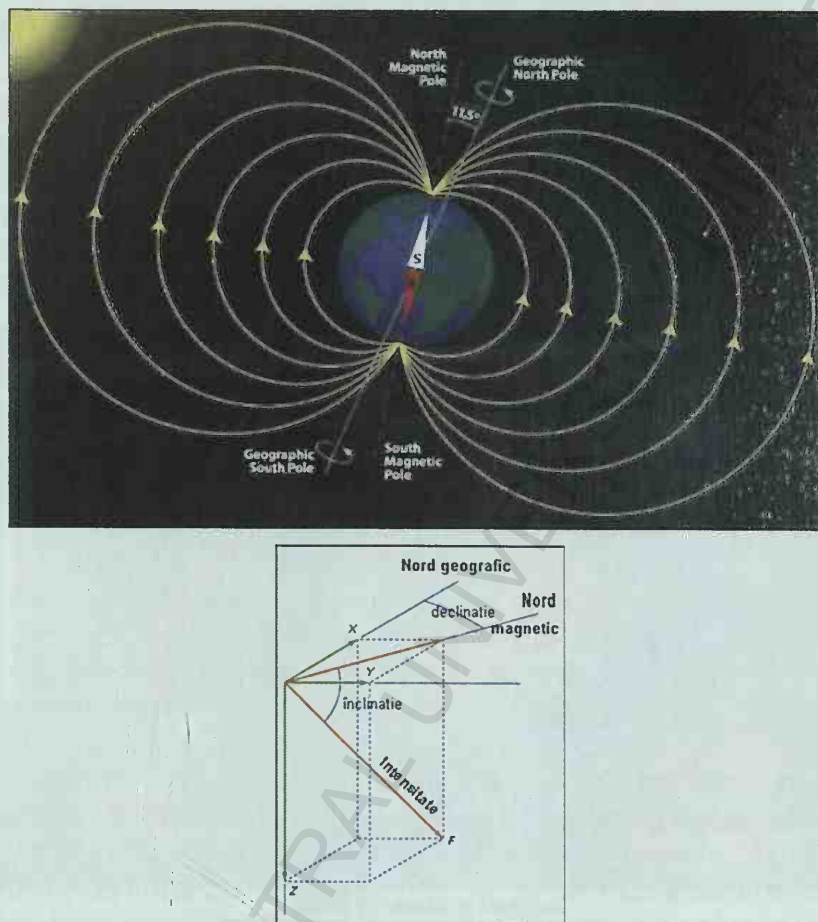 North
Magnetic
Pole
Geographic
North Pole
11,5°
S
Geographic
South Pole
South
Magnetic
Pole
Nord geografic
declinatie
Nord
magnetic
X
Y
înclinatie
Intensitate
F
Z